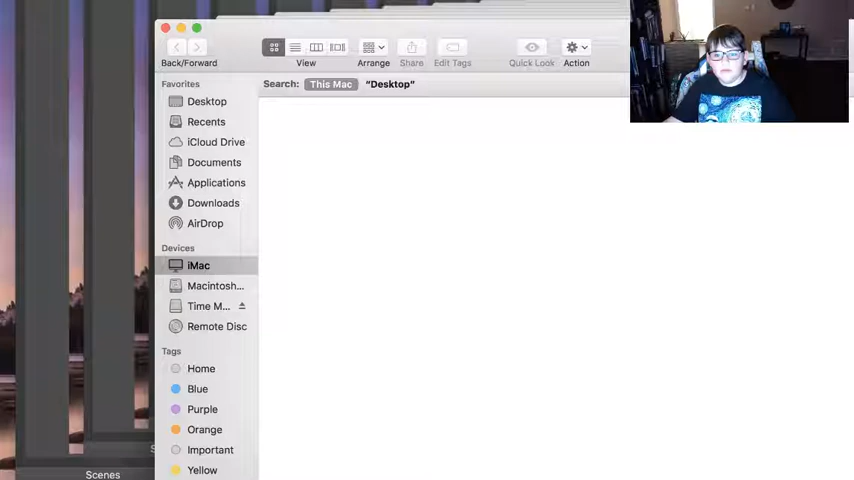 Back/Forward View Arrange Share Edit Tags Quick Look Action
Search: This Mac “Desktop”
Favorites
Desktop
Recents
iCloud Drive
Documents
Applications
Downloads
AirDrop
Devices
iMac
Macintosh...
Time M...
Remote Disc
Tags
Home
Blue
Purple
Orange
Important
Yellow
Scenes